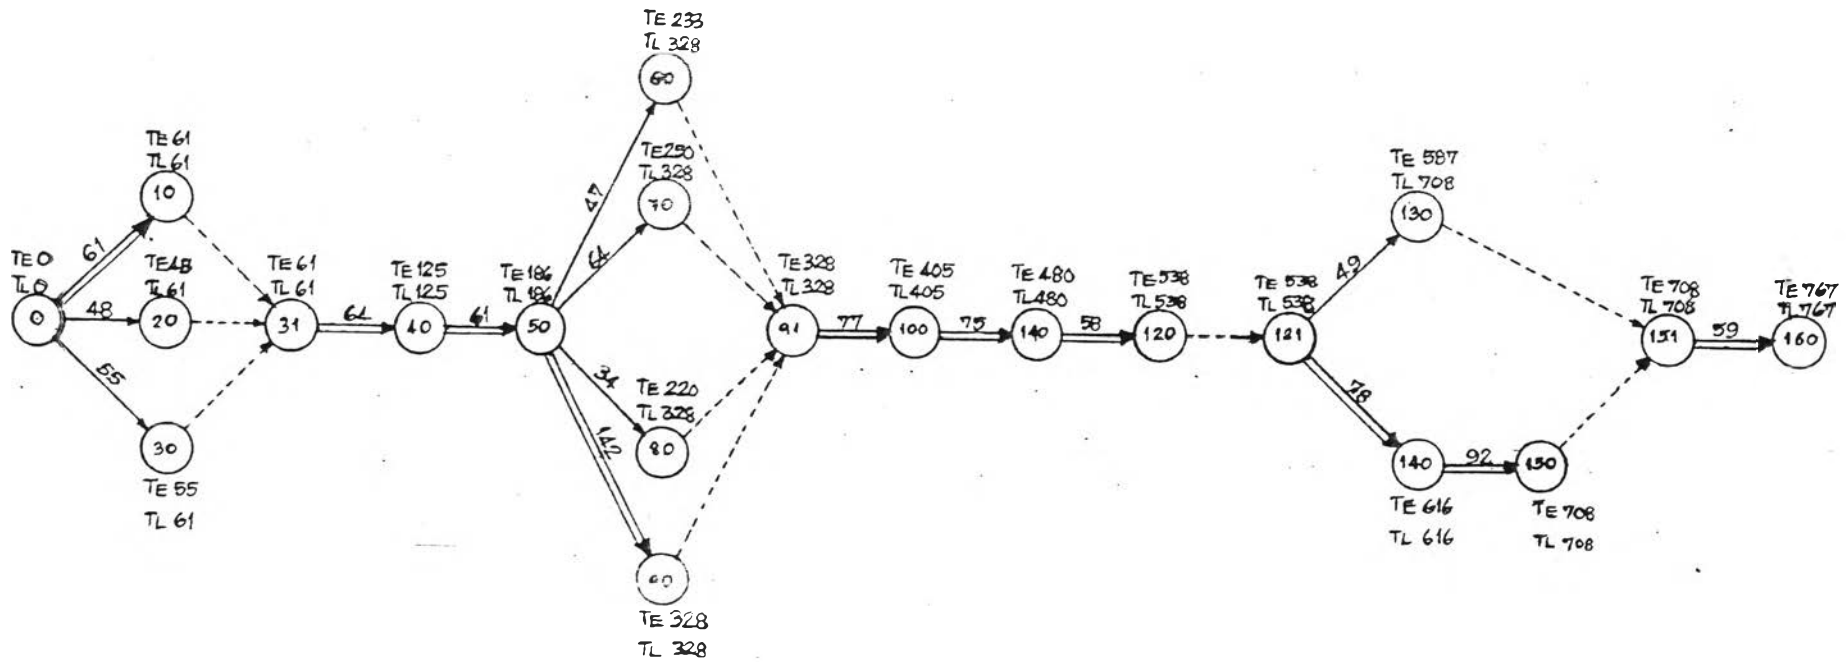 TE 0
TL 0
0
61
48
55
TE 61
TL 61
10
TE 48
TL 61
20
30
TE 55
TL 61
TE 61
TL 61
31
64
TE 125
TL 125
40
61
TE 186
TL 186
50
47
64
34
142
TE 233
TL 328
60
TE 250
TL 328
70
TE 220
TL 328
80
90
TE 328
TL 328
TE 328
TL 328
91
77
TE 405
TL 405
100
75
TE 480
TL 480
140
58
TE 538
TL 538
120
TE 538
TL 538
121
49
78
TE 587
TL 708
130
140
TE 616
TL 616
92
150
TE 708
TL 708
TE 708
TL 708
151
59
TE 767
TL 767
160